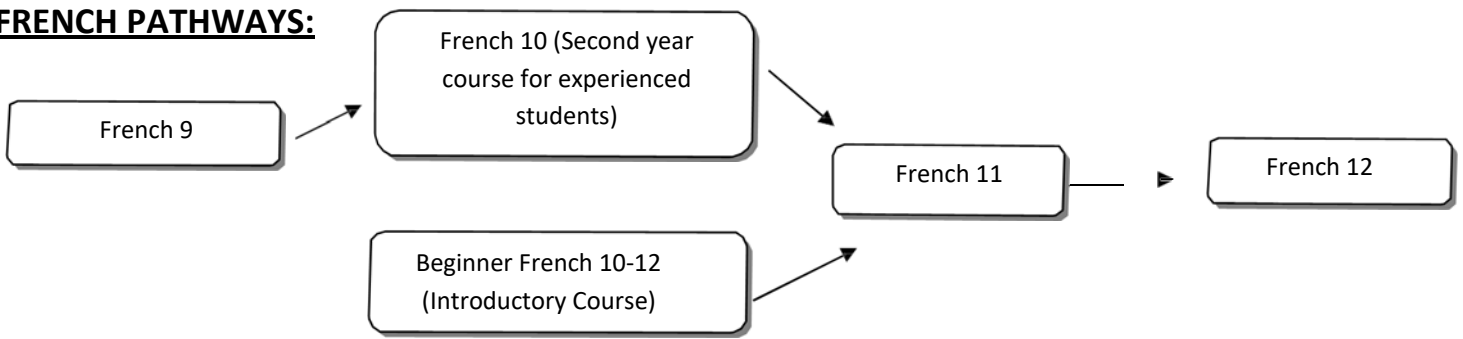 FRENCH PATHWAYS:
French 9
French 10 (Second year
course for experienced
students)
Beginner French 10-12
(Introductory Course)
French 11
French 12